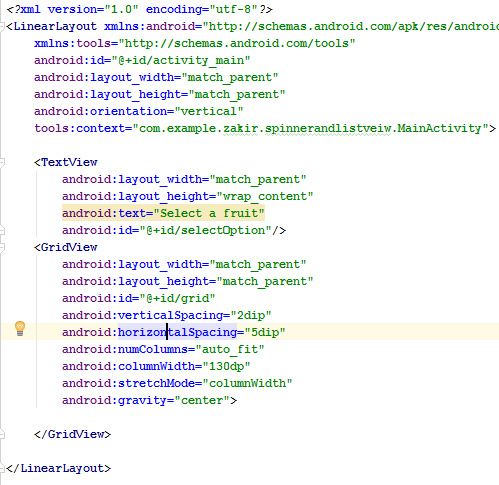 <?xml version="1.0" encoding="utf-8"?>
<LinearLayout xmlns:android="http://schemas.android.com/apk/res/android
    xmlns:tools="http://schemas.android.com/tools"
    android:id="@+id/activity_main"
    android:layout_width="match_parent"
    android:layout_height="match_parent"
    android:orientation="vertical"
    tools:context="com.example.zakir.spinnerandlistveiw.MainActivity">

    <TextView
        android:layout_width="match_parent"
        android:layout_height="wrap_content"
        android:text="Select a fruit"
        android:id="@+id/selectOption"/>
    <GridView
        android:layout_width="match_parent"
        android:layout_height="match_parent"
        android:id="@+id/grid"
        android:verticalSpacing="2dip"
        android:horizontalSpacing="5dip"
        android:numColumns="auto_fit"
        android:columnWidth="130dp"
        android:stretchMode="columnWidth"
        android:gravity="center">

    </GridView>

</LinearLayout>